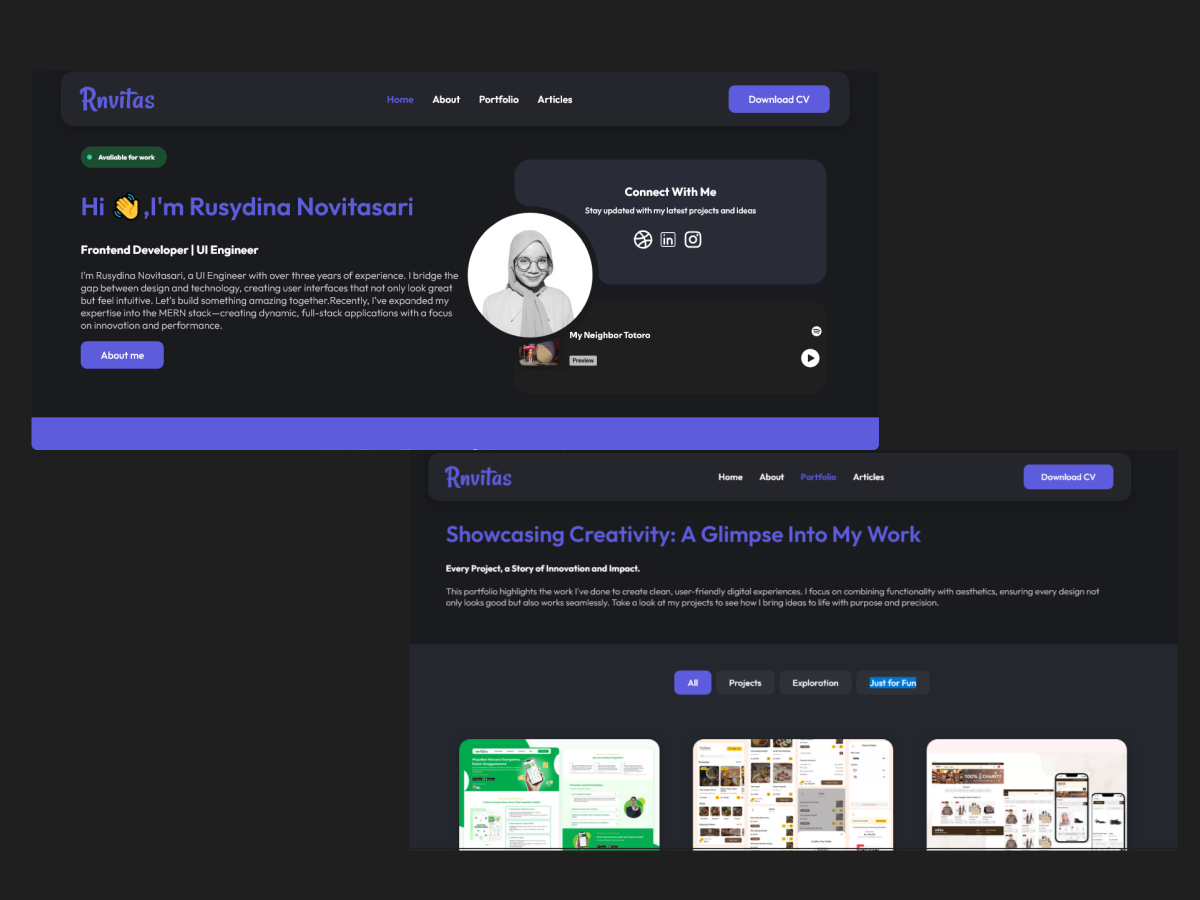 Rnvitas
Home About Portfolio Articles
Download CV
Avaliable for work
Hi 👋,I'm Rusydina Novitasari
Frontend Developer | UI Engineer
I'm Rusydina Novitasari, a UI Engineer with over three years of experience. I bridge the
gap between design and technology, creating user interfaces that not only look great
but feel intuitive. Let's build something amazing together.Recently, I've expanded my
expertise into the MERN stack—creating dynamic, full-stack applications with a focus
on innovation and performance.
About me
Connect With Me
Stay updated with my latest projects and ideas
in
My Neighbor Totoro
Preview
Rnvitas
Home About Portfolio Articles
Download CV
Showcasing Creativity: A Glimpse Into My Work
Every Project, a Story of Innovation and Impact.
This portfolio highlights the work I've done to create clean, user-friendly digital experiences. I focus on combining functionality with aesthetics, ensuring every design not
only looks good but also works seamlessly. Take a look at my projects to see how I bring ideas to life with purpose and precision.
All Projects Exploration Just for Fun
100% | CHARITY